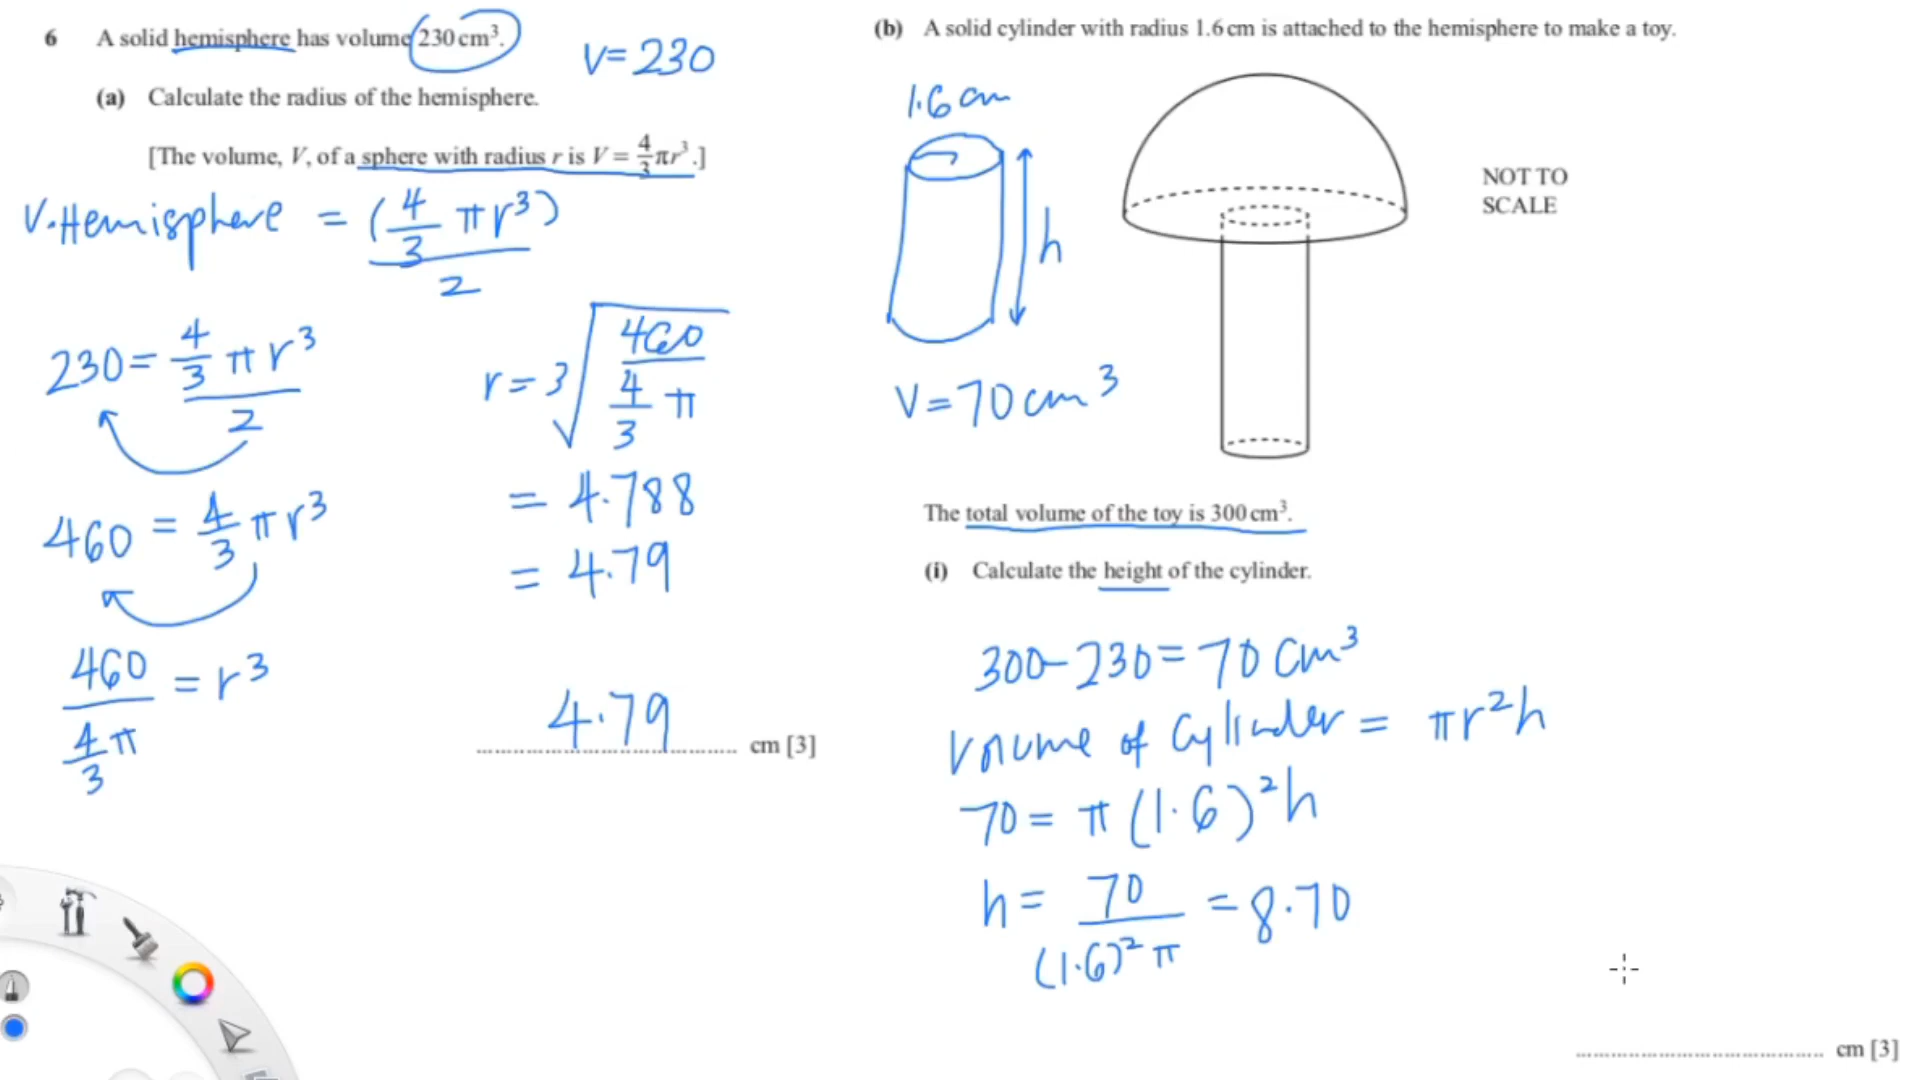 6 A solid hemisphere has volume 230 cm³.
V=230
(a) Calculate the radius of the hemisphere.
[The volume, V, of a sphere with radius r is V = 4/3 πr³.]
V.Hemisphere = (4/3 πr³)/2
230 = (4/3 πr³)/2
460 = 4/3 πr³
460/(4/3 π) = r³
r = ³√(460/(4/3 π))
= 4.788
= 4.79
4.79 cm [3]
(b) A solid cylinder with radius 1.6 cm is attached to the hemisphere to make a toy.
1.6 cm
h
V=70cm³
NOT TO
SCALE
The total volume of the toy is 300 cm³.
(i) Calculate the height of the cylinder.
300-230=70 cm³
Volume of Cylinder = πr²h
70 = π(1.6)²h
h = 70/((1.6)²π) = 8.70
cm [3]